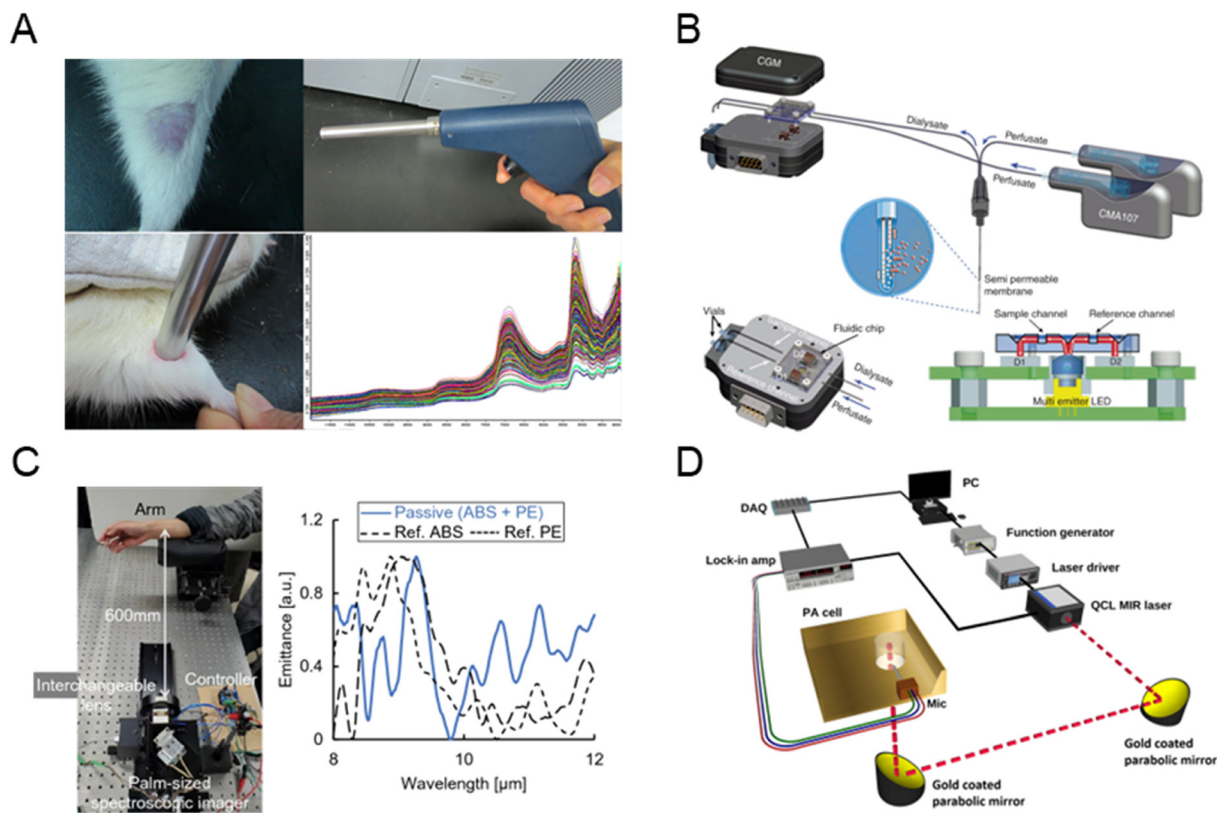 A
B
CGM
Dialysate
Perfusate
Perfusate
CMA107
Semi permeable
membrane
Vials
Fluidic chip
Dialysate
Perfusate
Sample channel
Reference channel
D1
D2
Multi emitter LED
C
Arm
600mm
Interchangeable
lens
Controller
Palm-sized
spectroscopic imager
Passive (ABS + PE)
Ref. ABS
Ref. PE
1.2
0.8
0.4
0
Emittance [a.u.]
8
10
12
Wavelength [µm]
D
PC
DAQ
Function generator
Lock-in amp
Laser driver
QCL MIR laser
PA cell
Mic
Gold coated
parabolic mirror
Gold coated
parabolic mirror